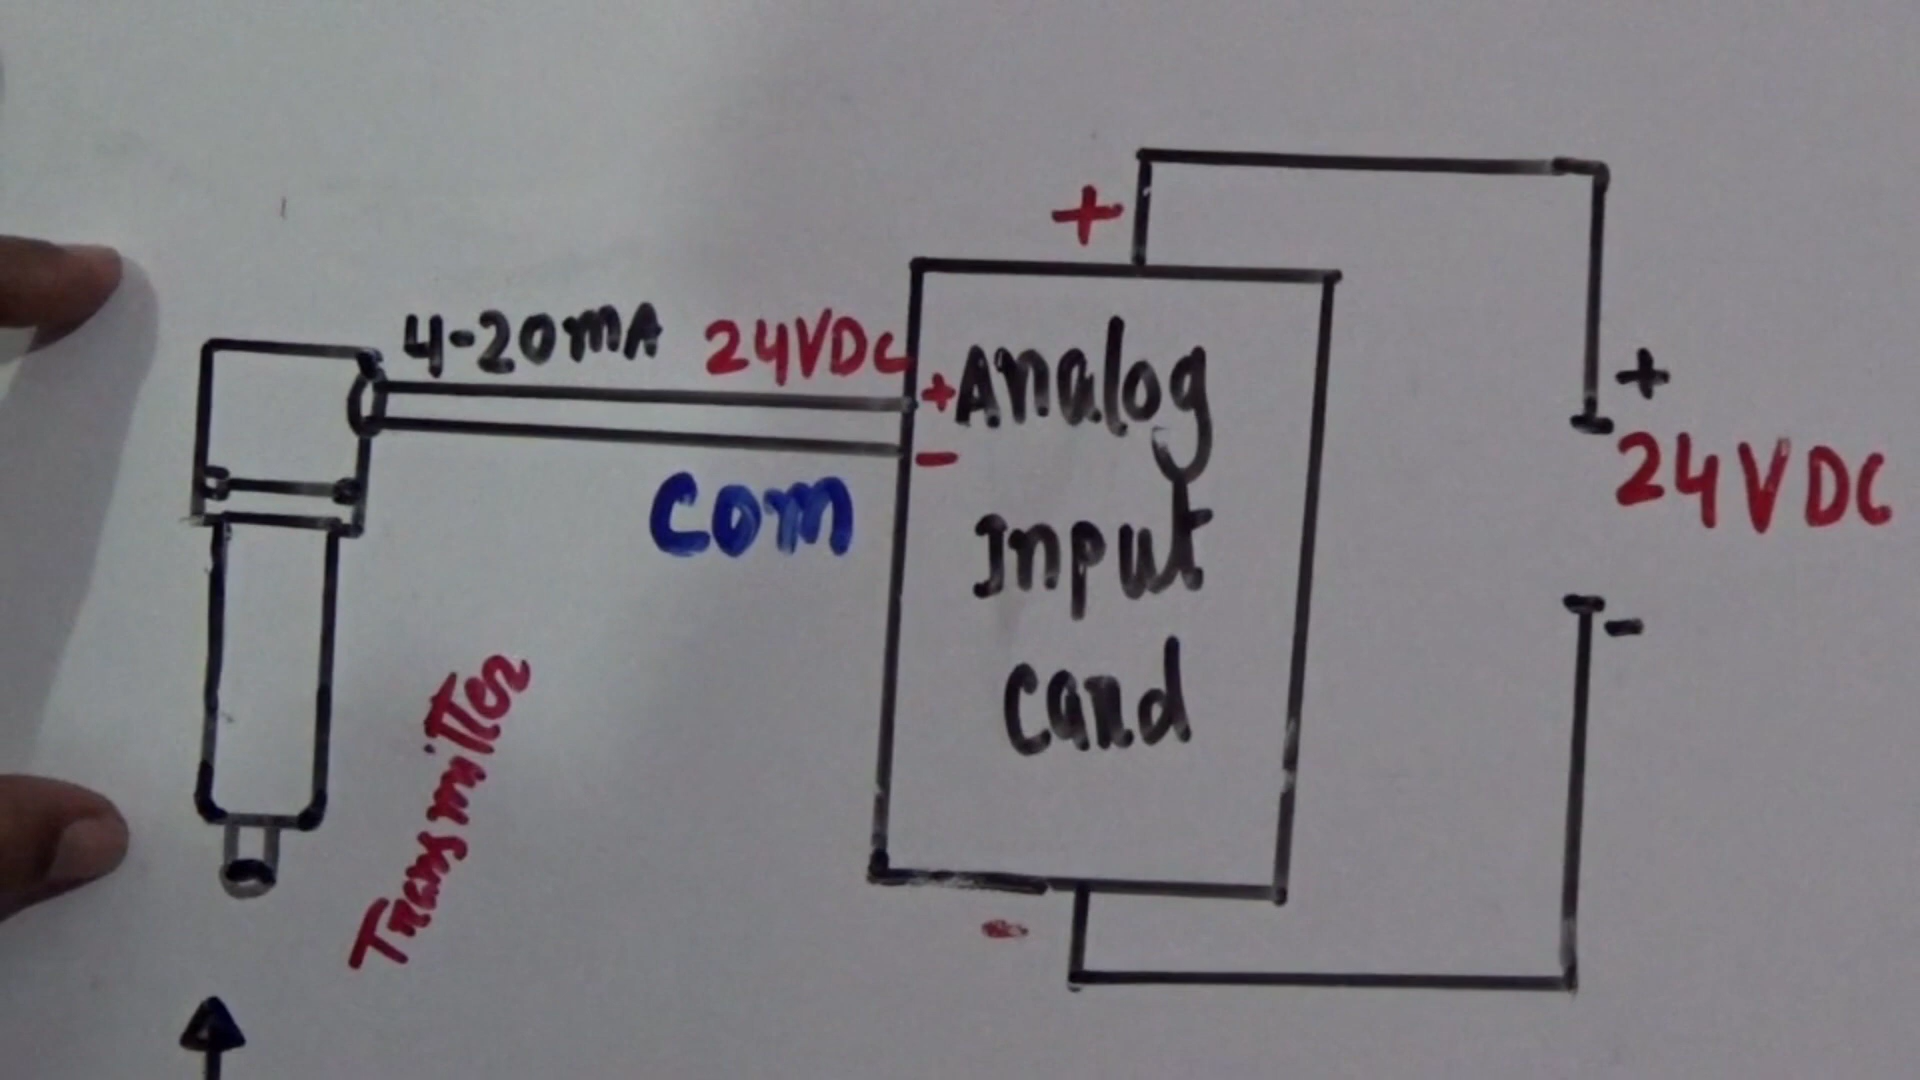 +
4-20mA 24VDC
+ Analog
-
+
24VDC
Com
Input
-
Card
Transmitter
-